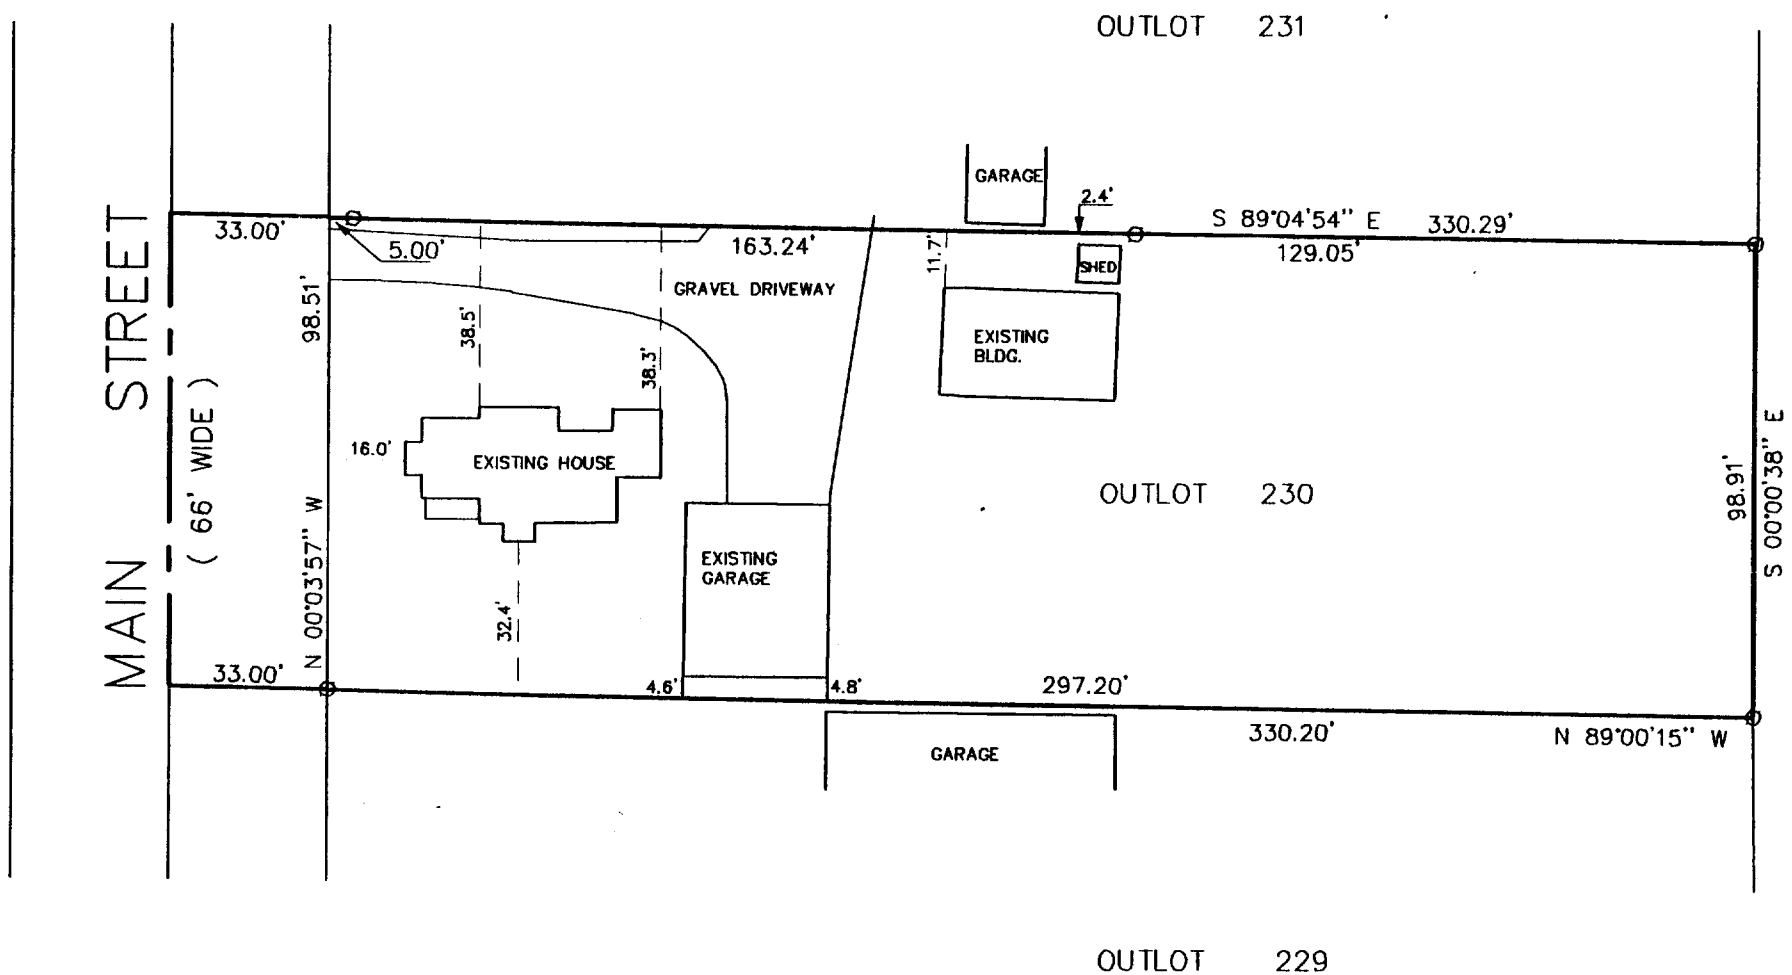 OUTLOT 231
GARAGE
2.4'
S 89°04'54" E 330.29'
33.00'
5.00'
163.24'
129.05'
11.7'
SHED
GRAVEL DRIVEWAY
98.51'
N 00°03'57" W
38.5'
38.3'
EXISTING
BLDG.
MAIN STREET
( 66' WIDE )
16.0'
EXISTING HOUSE
OUTLOT 230
98.91'
S 00°00'38" E
EXISTING
GARAGE
32.4'
33.00'
4.6'
4.8'
297.20'
330.20'
N 89°00'15" W
GARAGE
OUTLOT 229